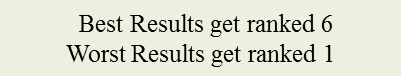 Best Results get ranked 6
Worst Results get ranked 1